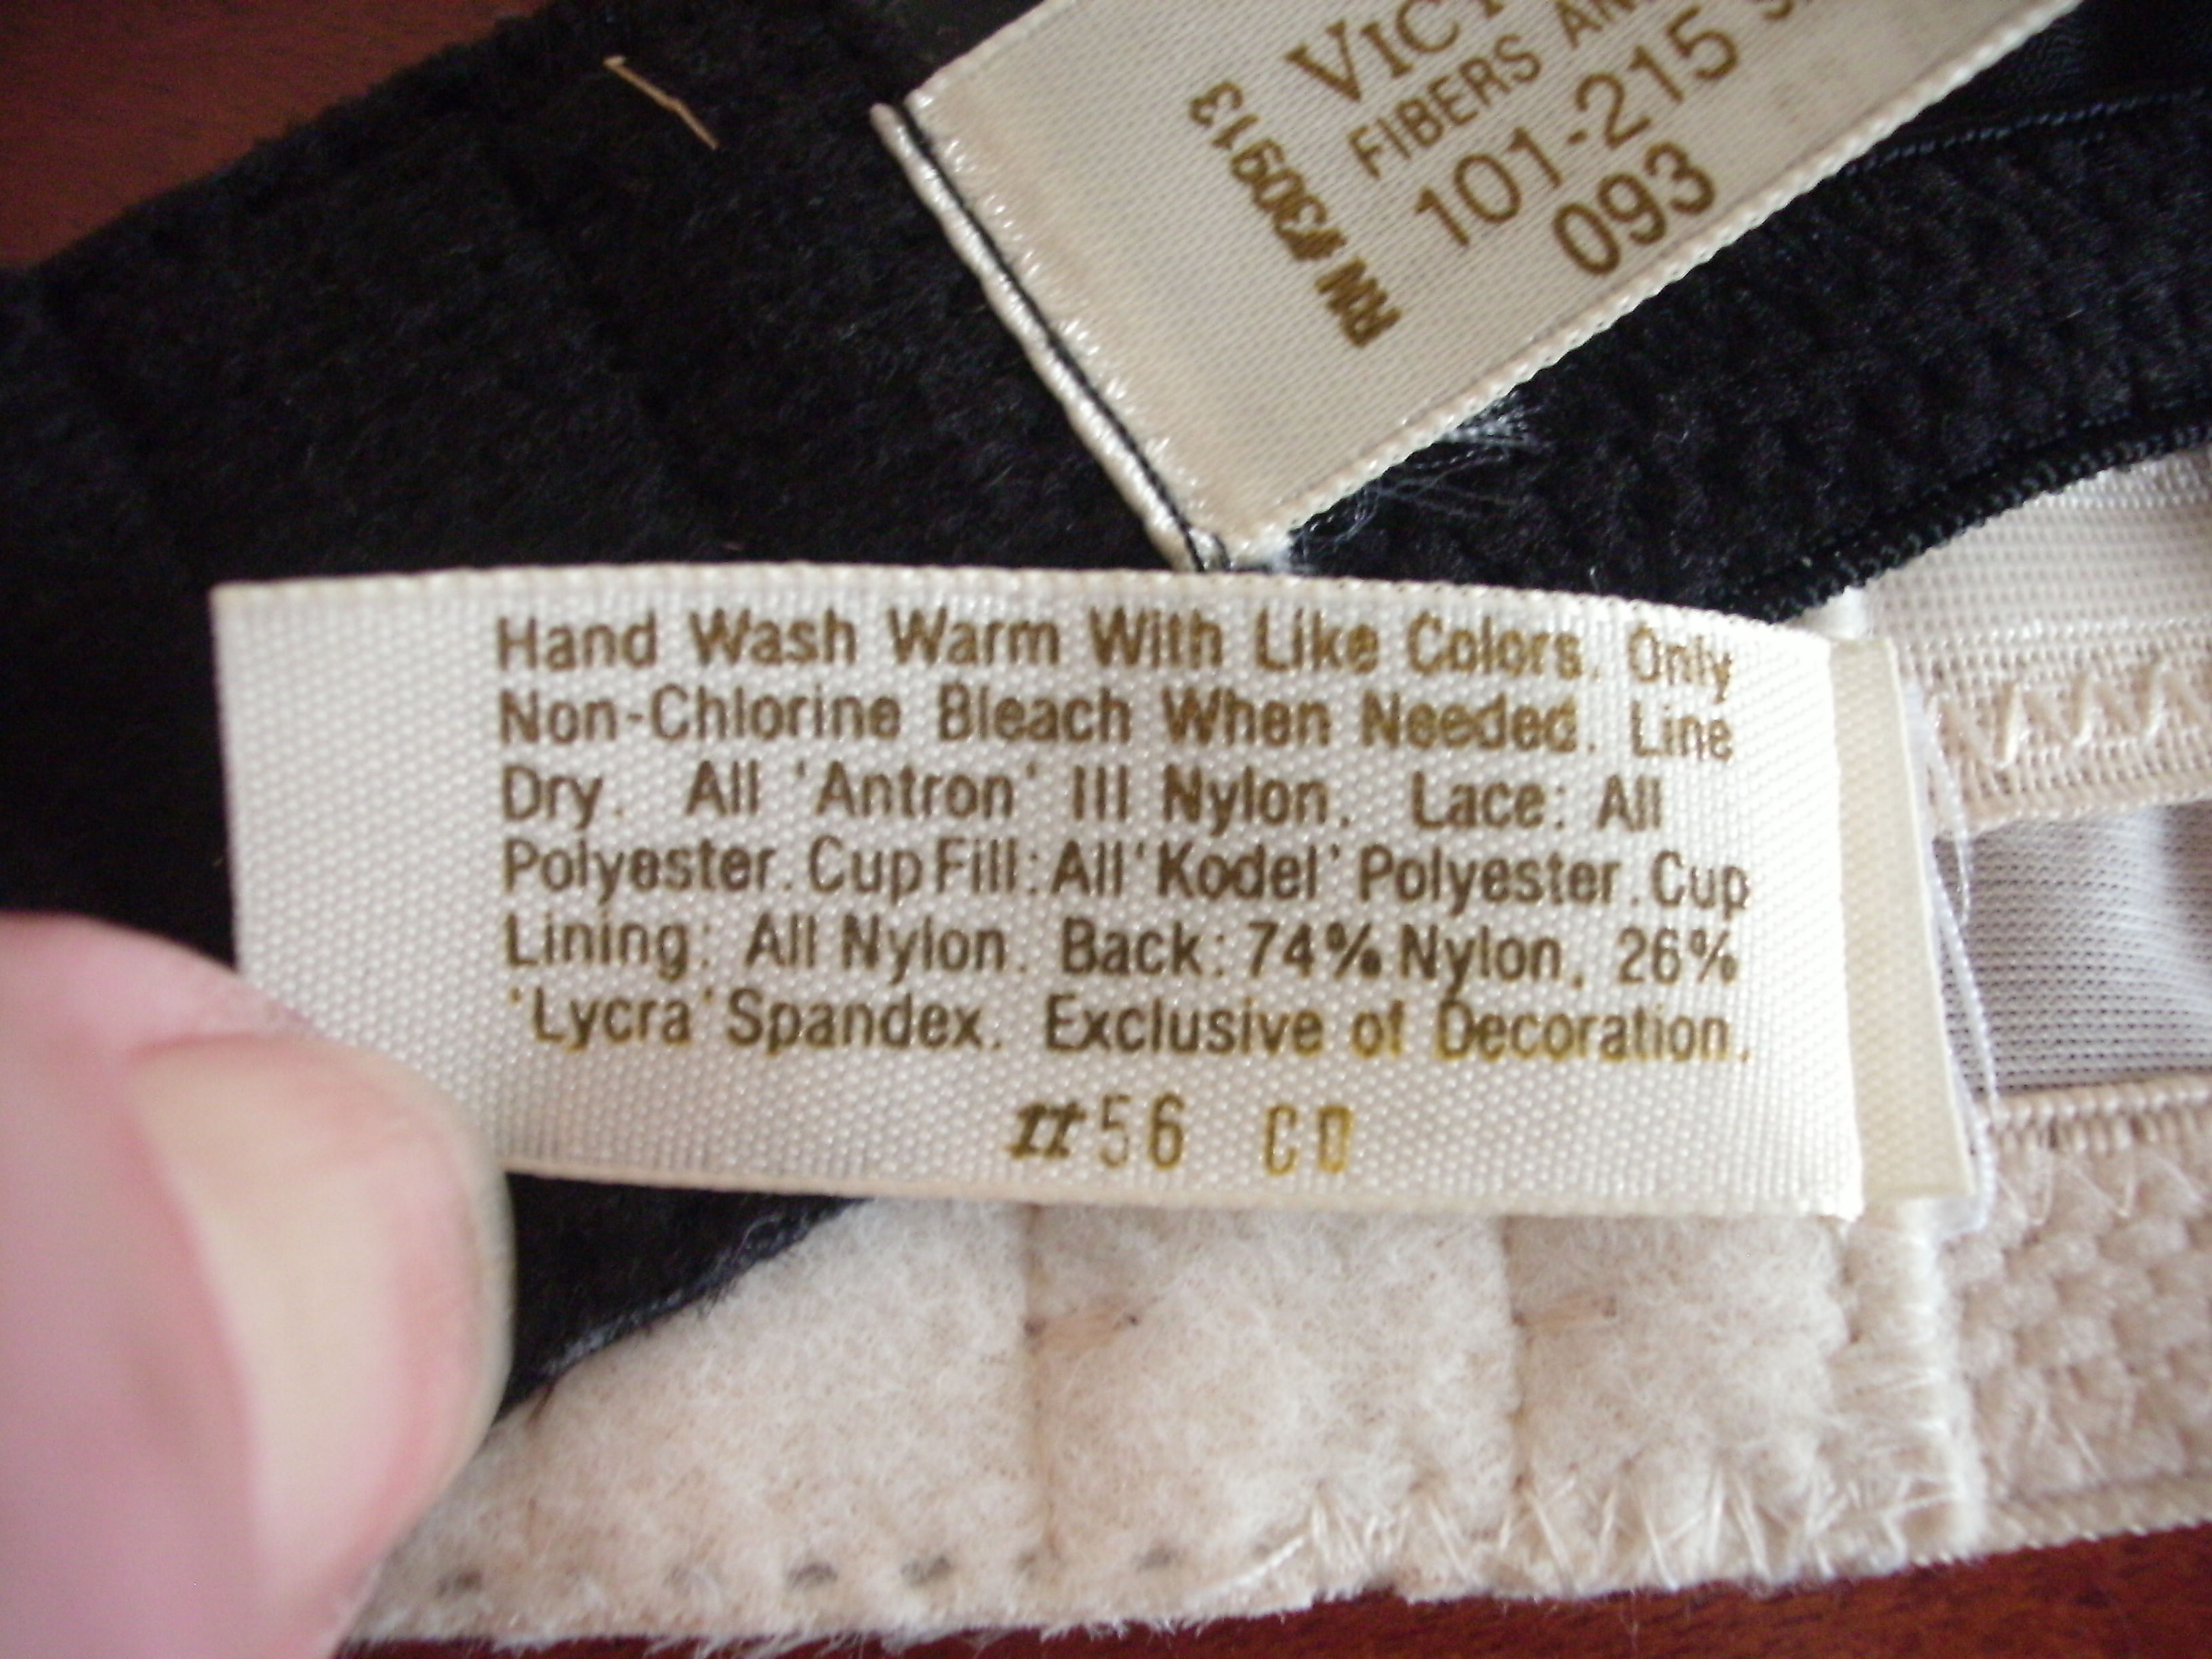 VICT
FIBERS AN
101-215
093
RN #30913
Hand Wash Warm With Like Colors. Only
Non-Chlorine Bleach When Needed. Line
Dry. All 'Antron' III Nylon. Lace: All
Polyester. Cup Fill: All 'Kodel' Polyester. Cup
Lining: All Nylon. Back: 74% Nylon, 26%
'Lycra' Spandex. Exclusive of Decoration.
#56 CO